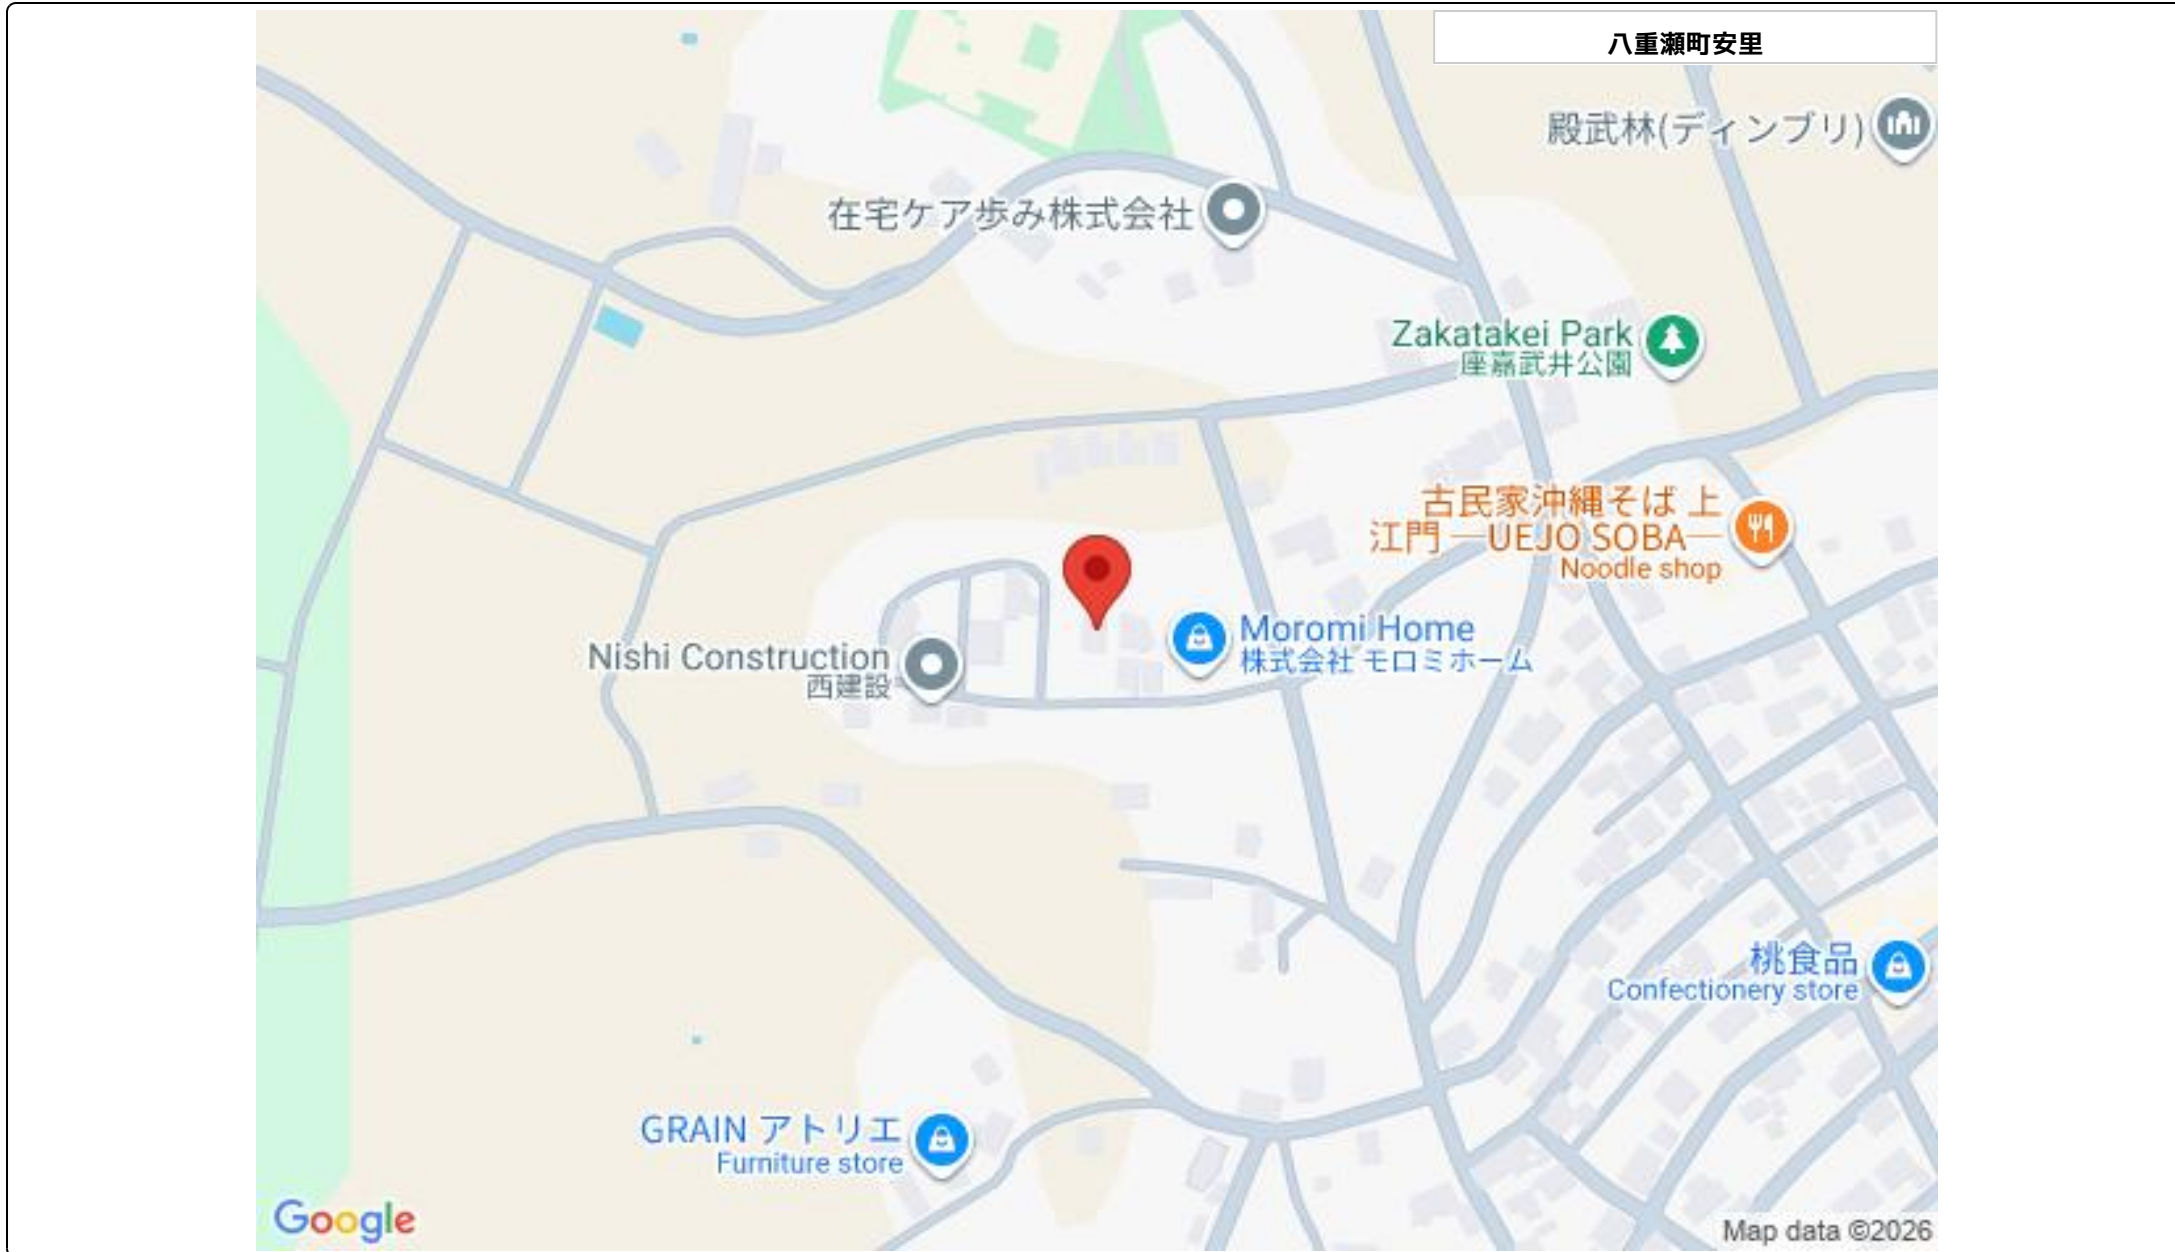 八重瀬町安里
殿武林(ディンブリ)
在宅ケア歩み株式会社
Zakatakei Park
座嘉武井公園
古民家沖縄そば 上
江門 ―UEJO SOBA―
Noodle shop
Moromi Home
株式会社 モロミホーム
Nishi Construction
西建設
桃食品
Confectionery store
GRAIN アトリエ
Furniture store
Google
Map data ©2026